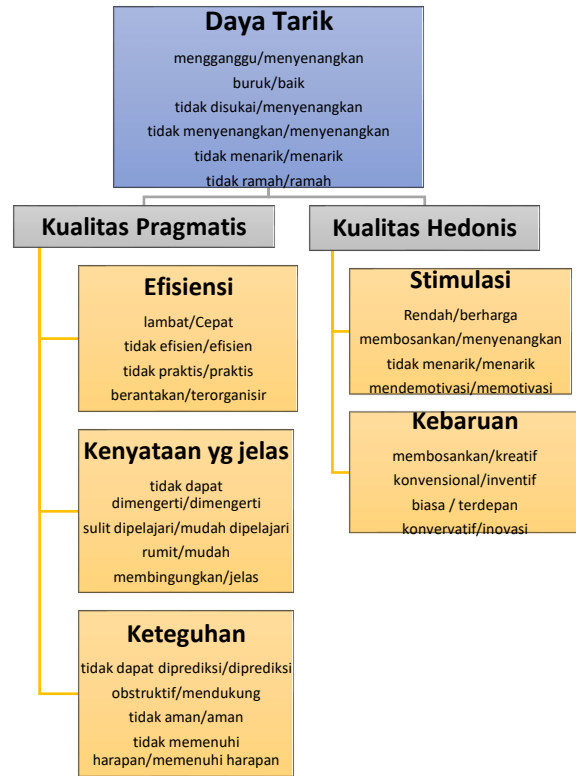 Daya Tarik
mengganggu/menyenangkan
buruk/baik
tidak disukai/menyenangkan
tidak menyenangkan/menyenangkan
tidak menarik/menarik
tidak ramah/ramah
Kualitas Pragmatis
Efisiensi
lambat/Cepat
tidak efisien/efisien
tidak praktis/praktis
berantakan/terorganisir
Kenyataan yg jelas
tidak dapat
dimengerti/dimengerti
sulit dipelajari/mudah dipelajari
rumit/mudah
membingungkan/jelas
Keteguhan
tidak dapat diprediksi/diprediksi
obstruktif/mendukung
tidak aman/aman
tidak memenuhi
harapan/memenuhi harapan
Kualitas Hedonis
Stimulasi
Rendah/berharga
membosankan/menyenangkan
tidak menarik/menarik
mendemotivasi/memotivasi
Kebaruan
membosankan/kreatif
konvensional/inventif
biasa / terdepan
konvervatif/inovasi